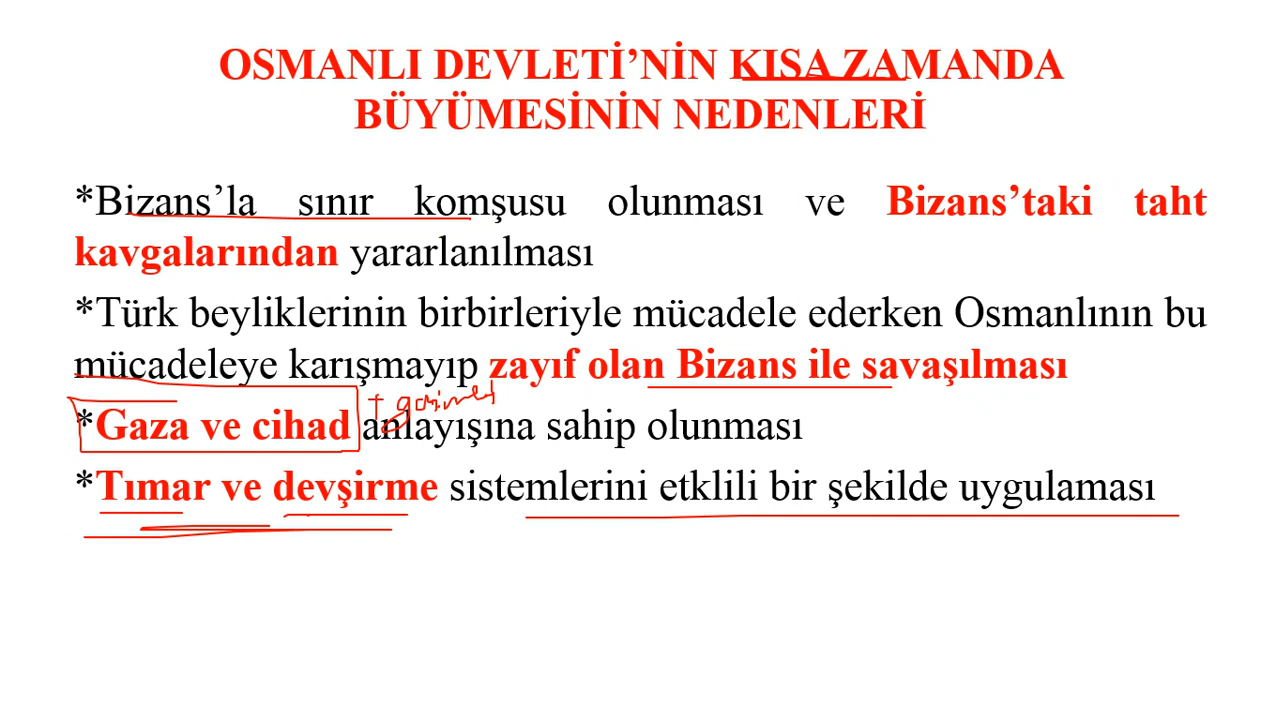 OSMANLI DEVLETİ’NİN KISA ZAMANDA
BÜYÜMESİNİN NEDENLERİ
*Bizans’la sınır komşusu olunması ve Bizans’taki taht
kavgalarından yararlanılması
*Türk beyliklerinin birbirleriyle mücadele ederken Osmanlının bu
mücadeleye karışmayıp zayıf olan Bizans ile savaşılması
+ ganimet
*Gaza ve cihad anlayışına sahip olunması
*Tımar ve devşirme sistemlerini etklili bir şekilde uygulaması